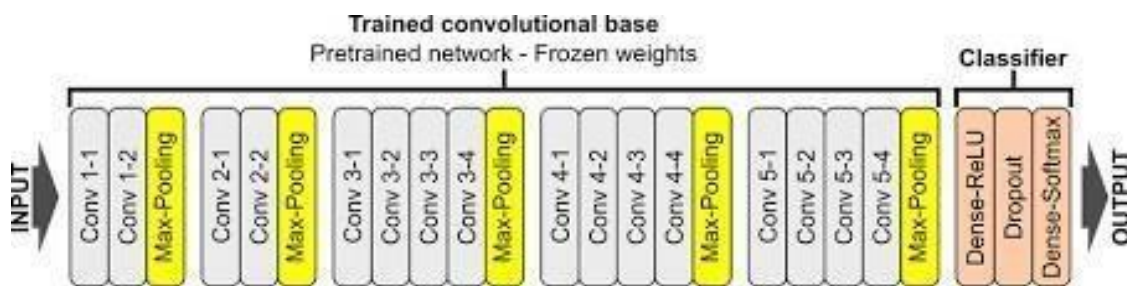 Trained convolutional base
Pretrained network - Frozen weights
Classifier
INPUT
Conv 1-1
Conv 1-2
Max-Pooling
Conv 2-1
Conv 2-2
Max-Pooling
Conv 3-1
Conv 3-2
Conv 3-3
Conv 3-4
Max-Pooling
Conv 4-1
Conv 4-2
Conv 4-3
Conv 4-4
Max-Pooling
Conv 5-1
Conv 5-2
Conv 5-3
Conv 5-4
Max-Pooling
Dense-ReLU
Dropout
Dense-Softmax
OUTPUT